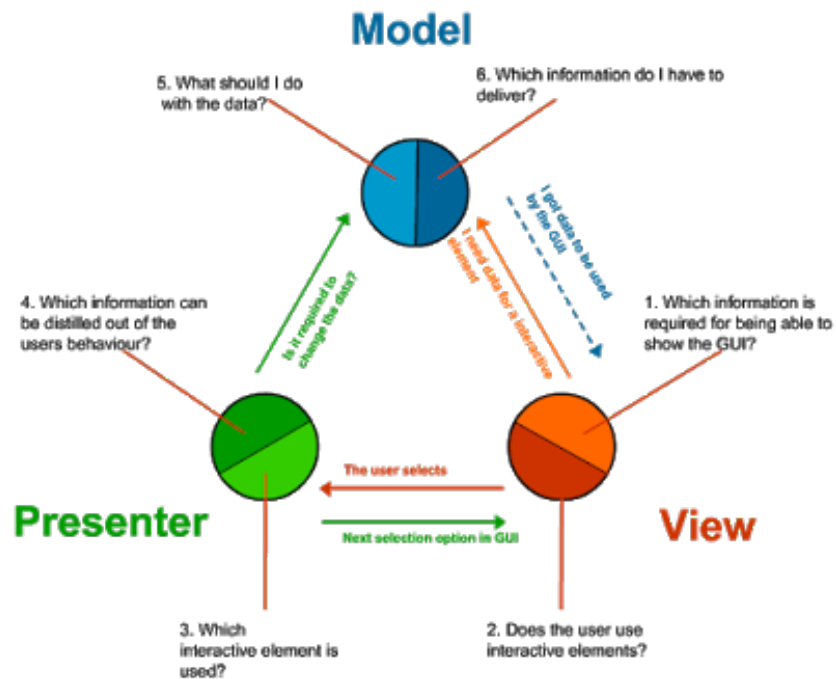 Model
5. What should I do
with the data?
6. Which information do I have to
deliver?
I got data to be used
by the GUI
I need data for a interactive
element
Is it required to
change the data?
4. Which information can
be distilled out of the
users behaviour?
1. Which information is
required for being able to
show the GUI?
The user selects
Presenter
View
Next selection option in GUI
3. Which
interactive element is
used?
2. Does the user use
interactive elements?